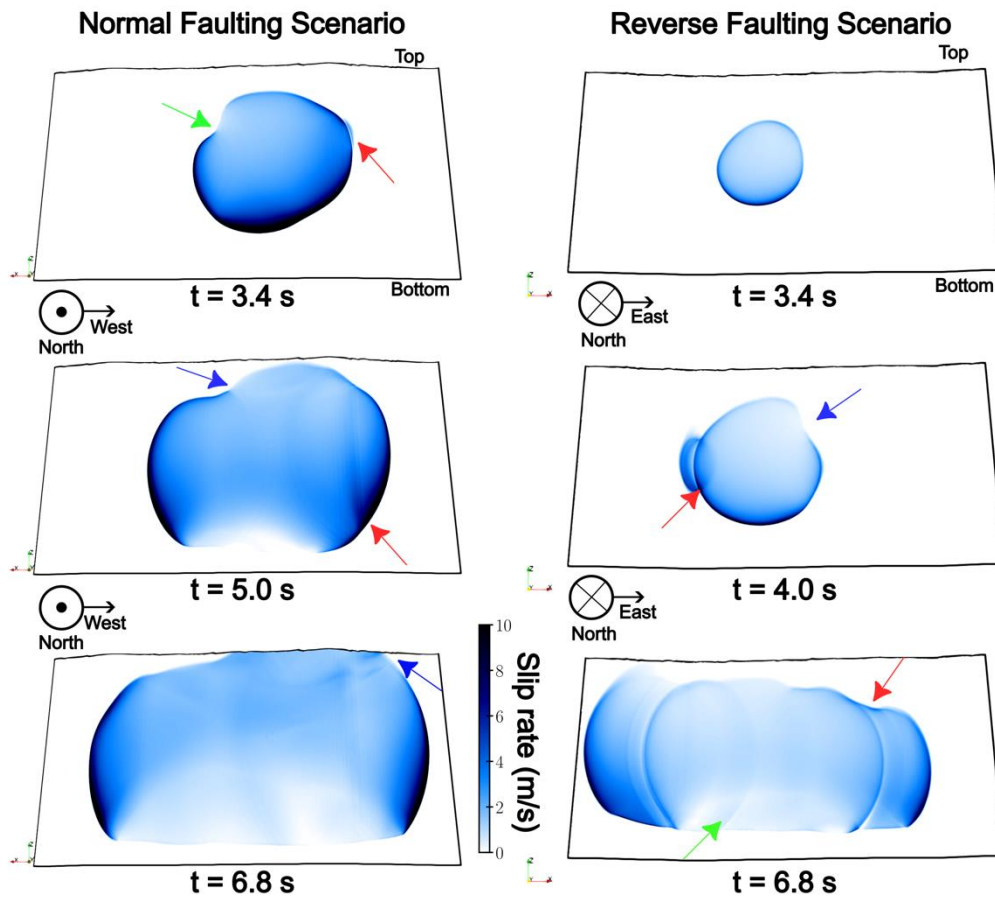 Normal Faulting Scenario
Reverse Faulting Scenario
Top
Top
t = 3.4 s
Bottom
t = 3.4 s
Bottom
West
North
East
North
t = 5.0 s
t = 4.0 s
West
North
East
North
10
8
6
4
2
0
Slip rate (m/s)
t = 6.8 s
t = 6.8 s